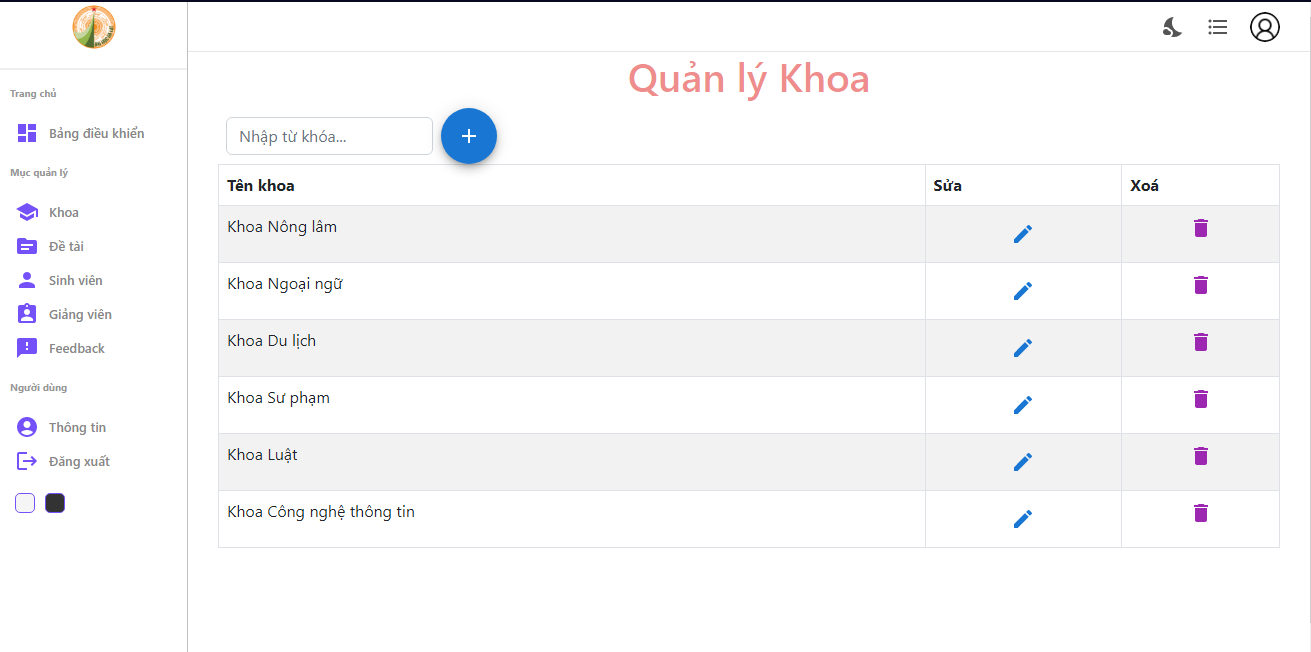 Trang chủ
Bảng điều khiển
Mục quản lý
Khoa
Đề tài
Sinh viên
Giảng viên
Feedback
Người dùng
Thông tin
Đăng xuất
Quản lý Khoa
Nhập từ khóa...
Tên khoa Sửa Xoá
Khoa Nông lâm
Khoa Ngoại ngữ
Khoa Du lịch
Khoa Sư phạm
Khoa Luật
Khoa Công nghệ thông tin